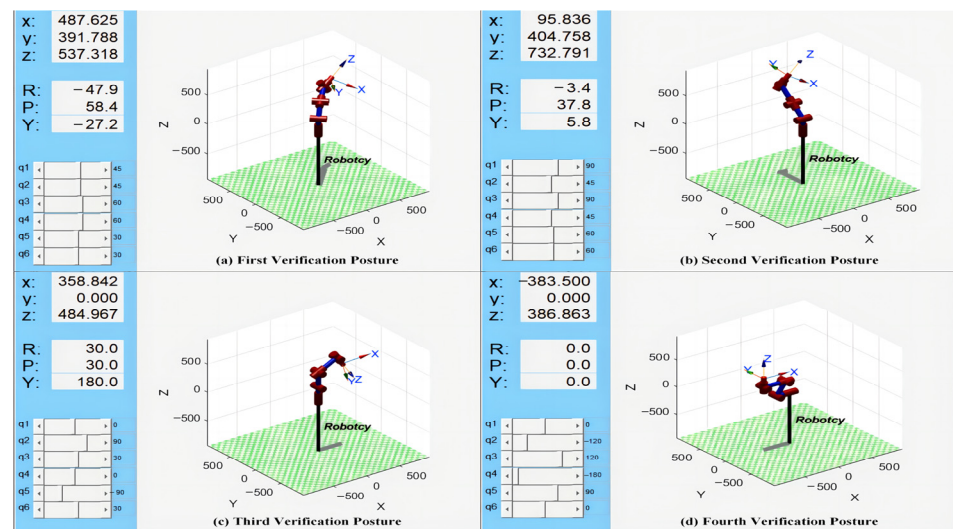 x: 487.625
y: 391.788
z: 537.318
R: −47.9
P: 58.4
Y: −27.2
q1 45
q2 45
q3 60
q4 60
q5 30
q6 30
Z
X
Y
500
0
−500
Z
Robotcy
500
0
−500
Y
−500
0
500
X
(a) First Verification Posture
x: 95.836
y: 404.758
z: 732.791
R: −3.4
P: 37.8
Y: 5.8
q1 90
q2 60
q3 90
q4 45
q5 60
q6 60
Z
Y
X
500
0
−500
Z
Robotcy
500
0
−500
Y
−500
0
500
X
(b) Second Verification Posture
x: 358.842
y: 0.000
z: 484.967
R: 30.0
P: 30.0
Y: 180.0
q1 0
q2 90
q3 30
q4 0
q5 −90
q6 30
X
YZ
500
0
−500
Z
Robotcy
500
0
−500
Y
−500
0
500
X
(c) Third Verification Posture
x: −383.500
y: 0.000
z: 386.863
R: 0.0
P: 0.0
Y: 0.0
q1 0
q2 −120
q3 120
q4 −180
q5 0
q6 0
Z
Y
X
500
0
−500
Z
Robotcy
500
0
−500
Y
−500
0
500
X
(d) Fourth Verification Posture